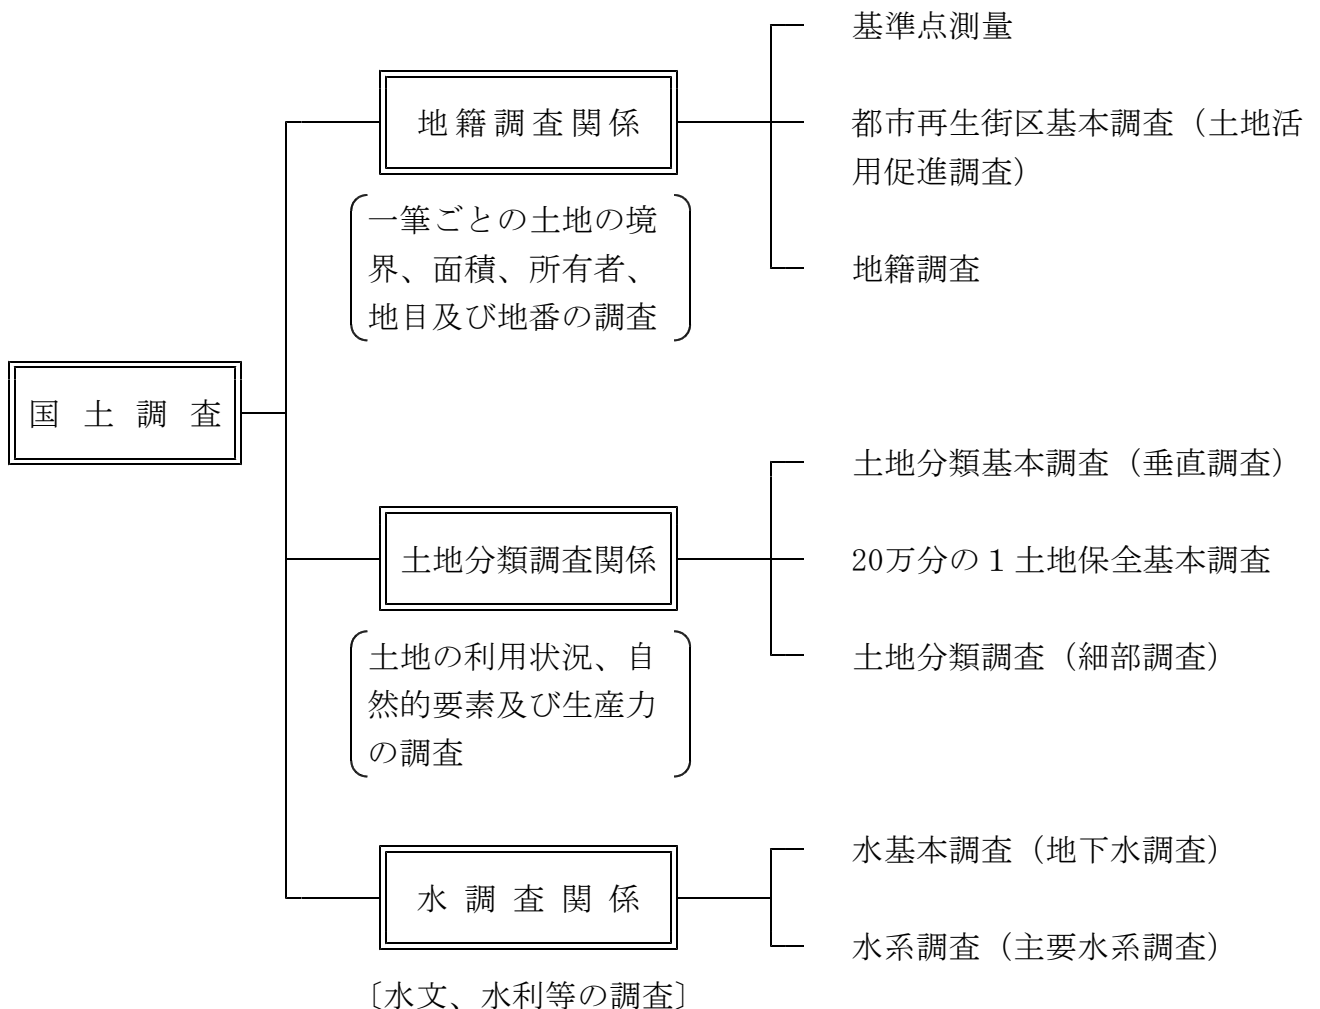 国土調査
地籍調査関係
一筆ごとの土地の境
界、面積、所有者、
地目及び地番の調査
基準点測量
都市再生街区基本調査（土地活
用促進調査）
地籍調査
土地分類調査関係
土地の利用状況、自
然的要素及び生産力
の調査
土地分類基本調査（垂直調査）
20万分の１土地保全基本調査
土地分類調査（細部調査）
水調査関係
〔水文、水利等の調査〕
水基本調査（地下水調査）
水系調査（主要水系調査）